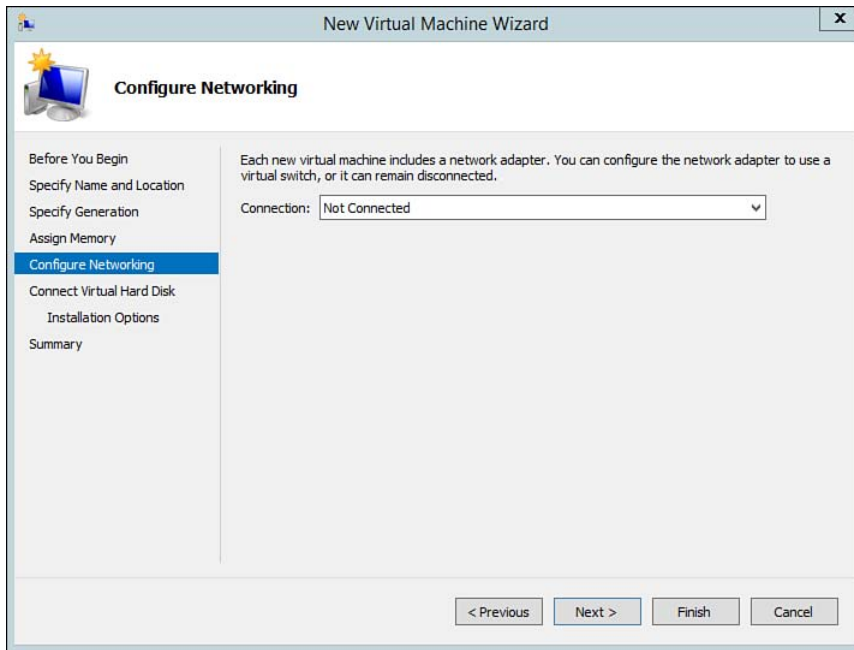 New Virtual Machine Wizard
x
Configure Networking
Before You Begin
Specify Name and Location
Specify Generation
Assign Memory
Configure Networking
Connect Virtual Hard Disk
Installation Options
Summary
Each new virtual machine includes a network adapter. You can configure the network adapter to use a
virtual switch, or it can remain disconnected.
Connection: Not Connected
< Previous Next > Finish Cancel